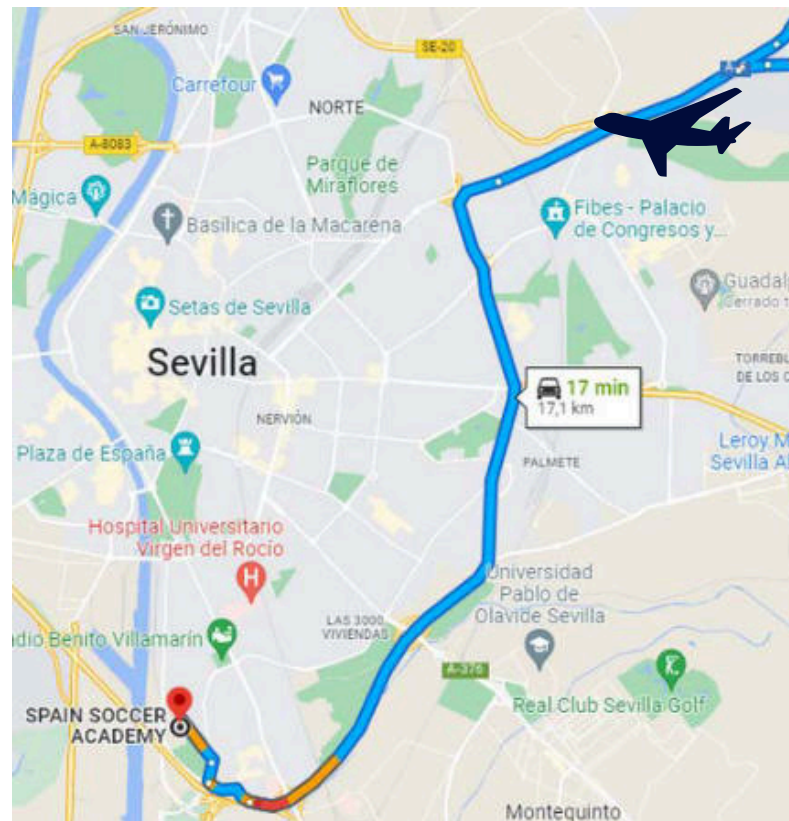 SAN JERÓNIMO
SE-20
Carrefour
NORTE
A-8083
Parque de
Miraflores
Mágica
Fibes - Palacio
de Congresos y...
Basílica de la Macarena
Guadal
Cerrado t
Setas de Sevilla
Sevilla
TORREBL
DE LOS C
17 min
17,1 km
NERVIÓN
Leroy M
Sevilla Al
Plaza de España
PALMETE
Hospital Universitario
Virgen del Rocío
H
Universidad
Pablo de
Olavide Sevilla
LAS 3000
VIVIENDAS
dio Benito Villamarín
A-376
Real Club Sevilla Golf
SPAIN SOCCER
ACADEMY
Montequinto